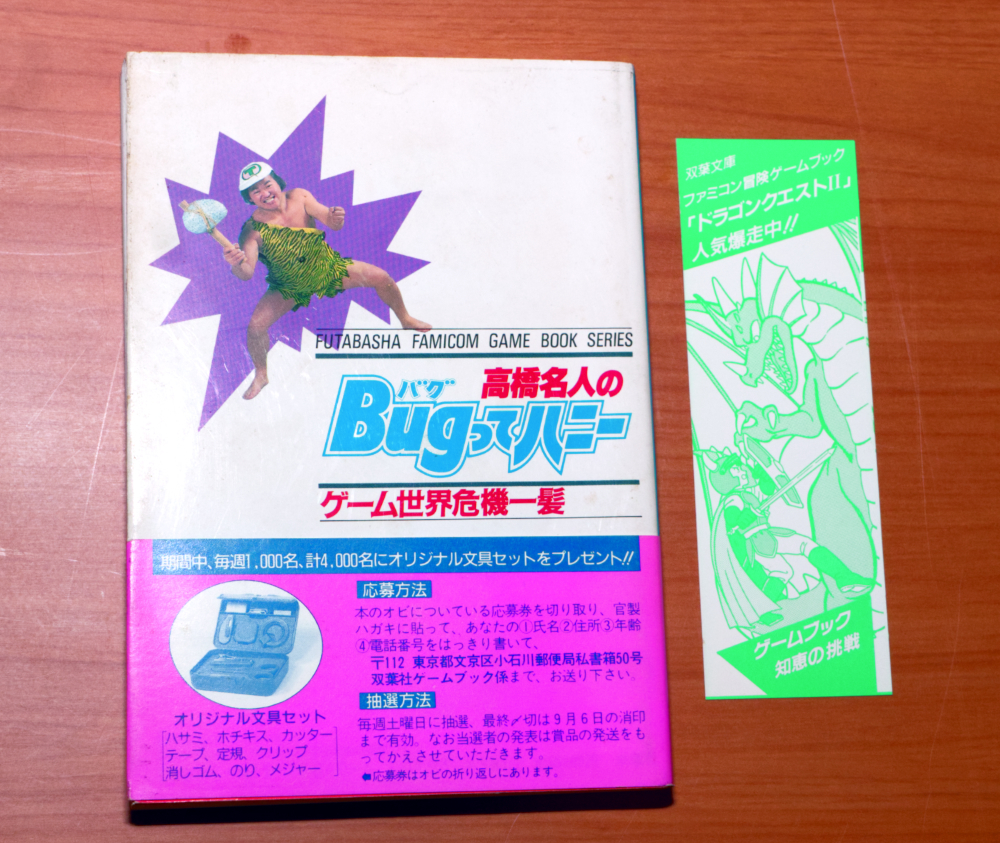 FUTABASHA FAMICOM GAME BOOK SERIES
高橋名人の
バグ
Bugってハニー
ゲーム世界危機一髪
期間中、毎週1,000名、計4,000名にオリジナル文具セットをプレゼント!!
応募方法
本のオビについている応募券を切り取り、官製
ハガキに貼って、あなたの①氏名②住所③年齢
④電話番号をはっきり書いて、
〒112 東京都文京区小石川郵便局私書箱50号
双葉社ゲームブック係まで、お送り下さい。
抽選方法
毎週土曜日に抽選、最終〆切は9月6日の消印
まで有効。なお当選者の発表は賞品の発送をも
ってかえさせていただきます。
⬅応募券はオビの折り返しにあります。
オリジナル文具セット
ハサミ、ホチキス、カッター
テープ、定規、クリップ
消しゴム、のり、メジャー
双葉文庫
ファミコン冒険ゲームブック
「ドラゴンクエストII」
人気爆走中!!
ゲームブック
知恵の挑戦